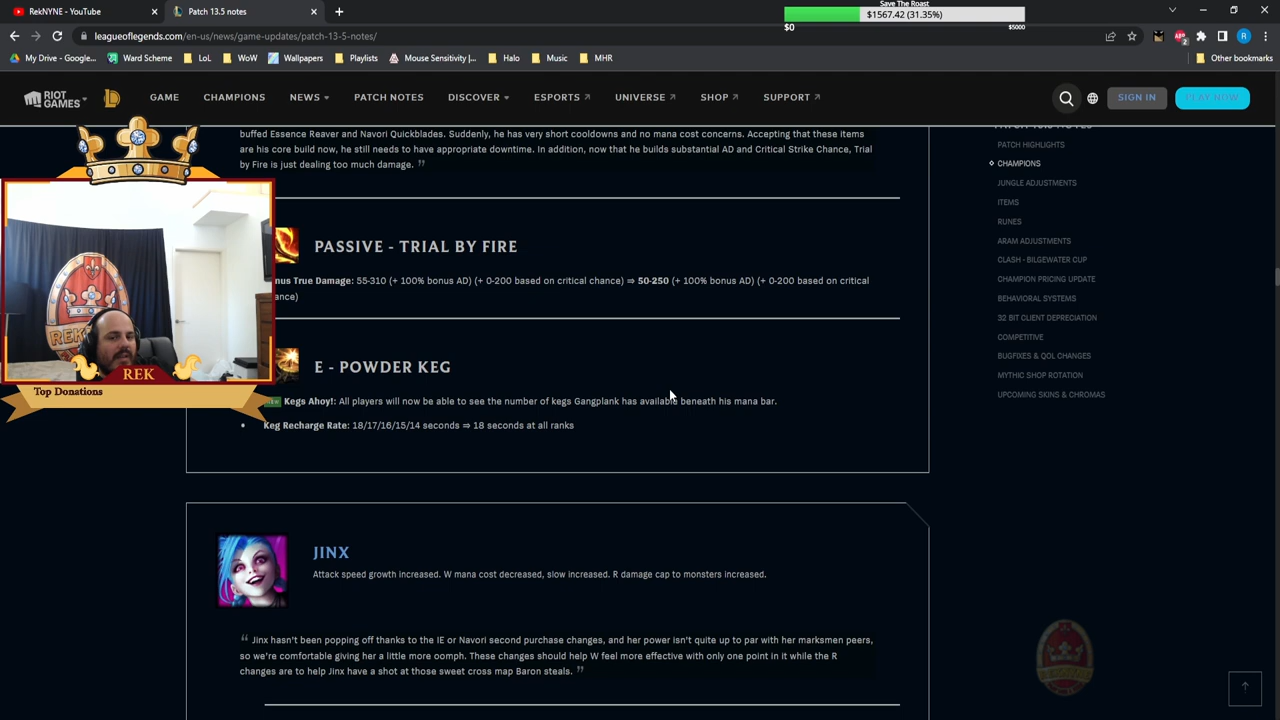 RekNYNE - YouTube
Patch 13.5 notes
Save The Roast
$1567.42 (31.35%)
$0
$5000
leagueoflegends.com/en-us/news/game-updates/patch-13-5-notes/
My Drive - Google...
Ward Scheme
LoL
WoW
Wallpapers
Playlists
Mouse Sensitivity |...
Halo
Music
MHR
Other bookmarks
RIOT GAMES
GAME
CHAMPIONS
NEWS
PATCH NOTES
DISCOVER
ESPORTS
UNIVERSE
SHOP
SUPPORT
SIGN IN
PLAY NOW
buffed Essence Reaver and Navori Quickblades. Suddenly, he has very short cooldowns and no mana cost concerns. Accepting that these items
are his core build now, he still needs to have appropriate downtime. In addition, now that he builds substantial AD and Critical Strike Chance, Trial
by Fire is just dealing too much damage. ”
PASSIVE - TRIAL BY FIRE
nus True Damage: 55-310 (+ 100% bonus AD) (+ 0-200 based on critical chance) ⇒ 50-250 (+ 100% bonus AD) (+ 0-200 based on critical
ance)
E - POWDER KEG
NEW Kegs Ahoy!: All players will now be able to see the number of kegs Gangplank has available beneath his mana bar.
• Keg Recharge Rate: 18/17/16/15/14 seconds ⇒ 18 seconds at all ranks
JINX
Attack speed growth increased. W mana cost decreased, slow increased. R damage cap to monsters increased.
“ Jinx hasn't been popping off thanks to the IE or Navori second purchase changes, and her power isn't quite up to par with her marksmen peers,
so we're comfortable giving her a little more oomph. These changes should help W feel more effective with only one point in it while the R
changes are to help Jinx have a shot at those sweet cross map Baron steals. ”
PATCH HIGHLIGHTS
CHAMPIONS
JUNGLE ADJUSTMENTS
ITEMS
RUNES
ARAM ADJUSTMENTS
CLASH - BILGEWATER CUP
CHAMPION PRICING UPDATE
BEHAVIORAL SYSTEMS
32 BIT CLIENT DEPRECIATION
COMPETITIVE
BUGFIXES & QOL CHANGES
MYTHIC SHOP ROTATION
UPCOMING SKINS & CHROMAS
REK
Top Donations